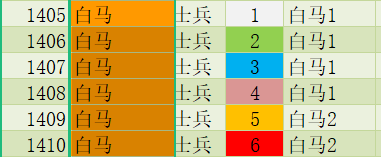 1405 白马 士兵 1 白马1
1406 白马 士兵 2 白马1
1407 白马 士兵 3 白马1
1408 白马 士兵 4 白马1
1409 白马 士兵 5 白马2
1410 白马 士兵 6 白马2